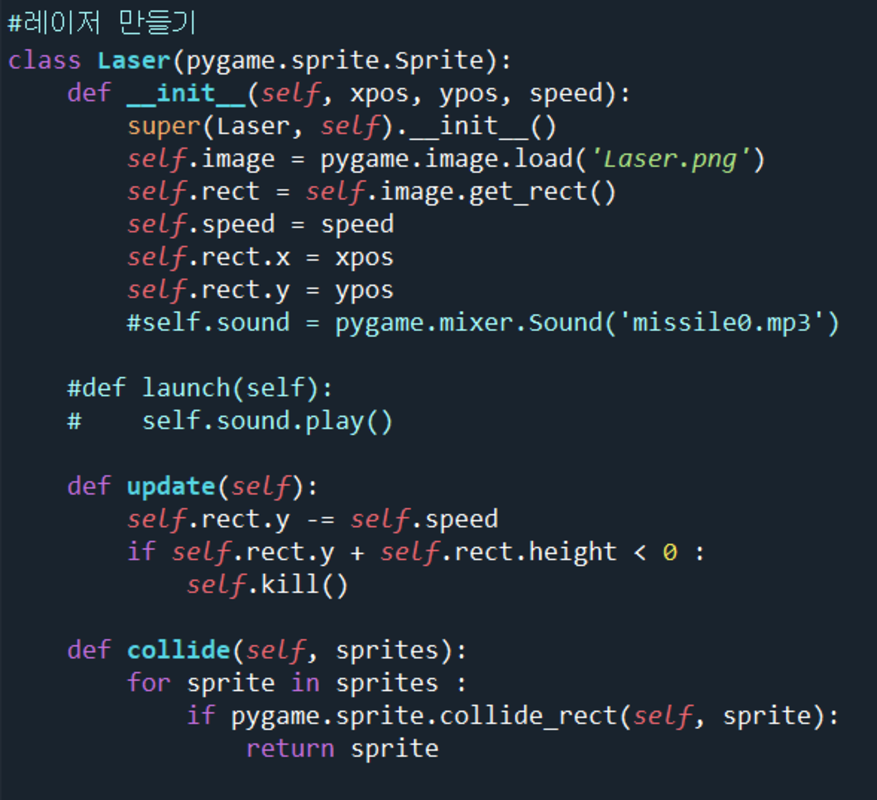 #레이저 만들기
class Laser(pygame.sprite.Sprite):
    def __init__(self, xpos, ypos, speed):
        super(Laser, self).__init__()
        self.image = pygame.image.load('Laser.png')
        self.rect = self.image.get_rect()
        self.speed = speed
        self.rect.x = xpos
        self.rect.y = ypos
        #self.sound = pygame.mixer.Sound('missile0.mp3')
    #def launch(self):
    #    self.sound.play()
    def update(self):
        self.rect.y -= self.speed
        if self.rect.y + self.rect.height < 0 :
            self.kill()
    def collide(self, sprites):
        for sprite in sprites :
            if pygame.sprite.collide_rect(self, sprite):
                return sprite